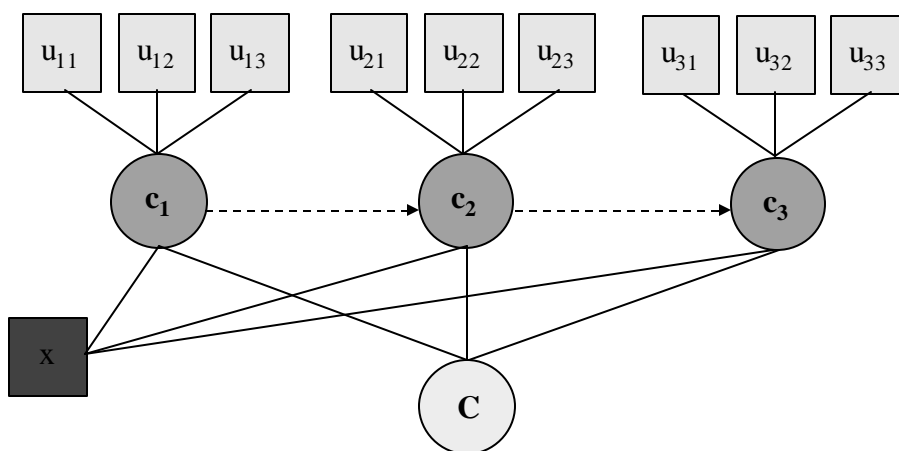 u₁₁ u₁₂ u₁₃ u₂₁ u₂₂ u₂₃ u₃₁ u₃₂ u₃₃
c₁ c₂ c₃
x
C